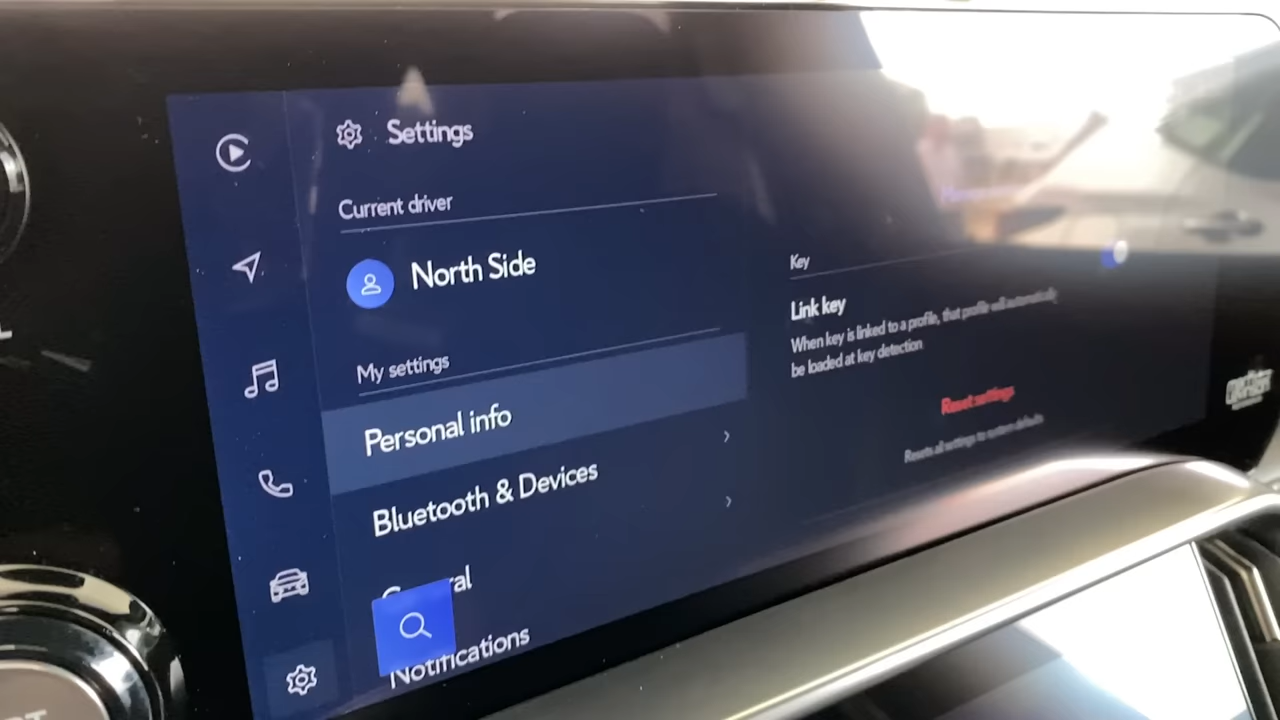 Settings
Current driver
North Side
My settings
Personal info
Bluetooth & Devices
Notifications
Key
Link key
When key is linked to a profile, that profile will automatically
be loaded at key detection
Reset settings
Resets all settings to system defaults